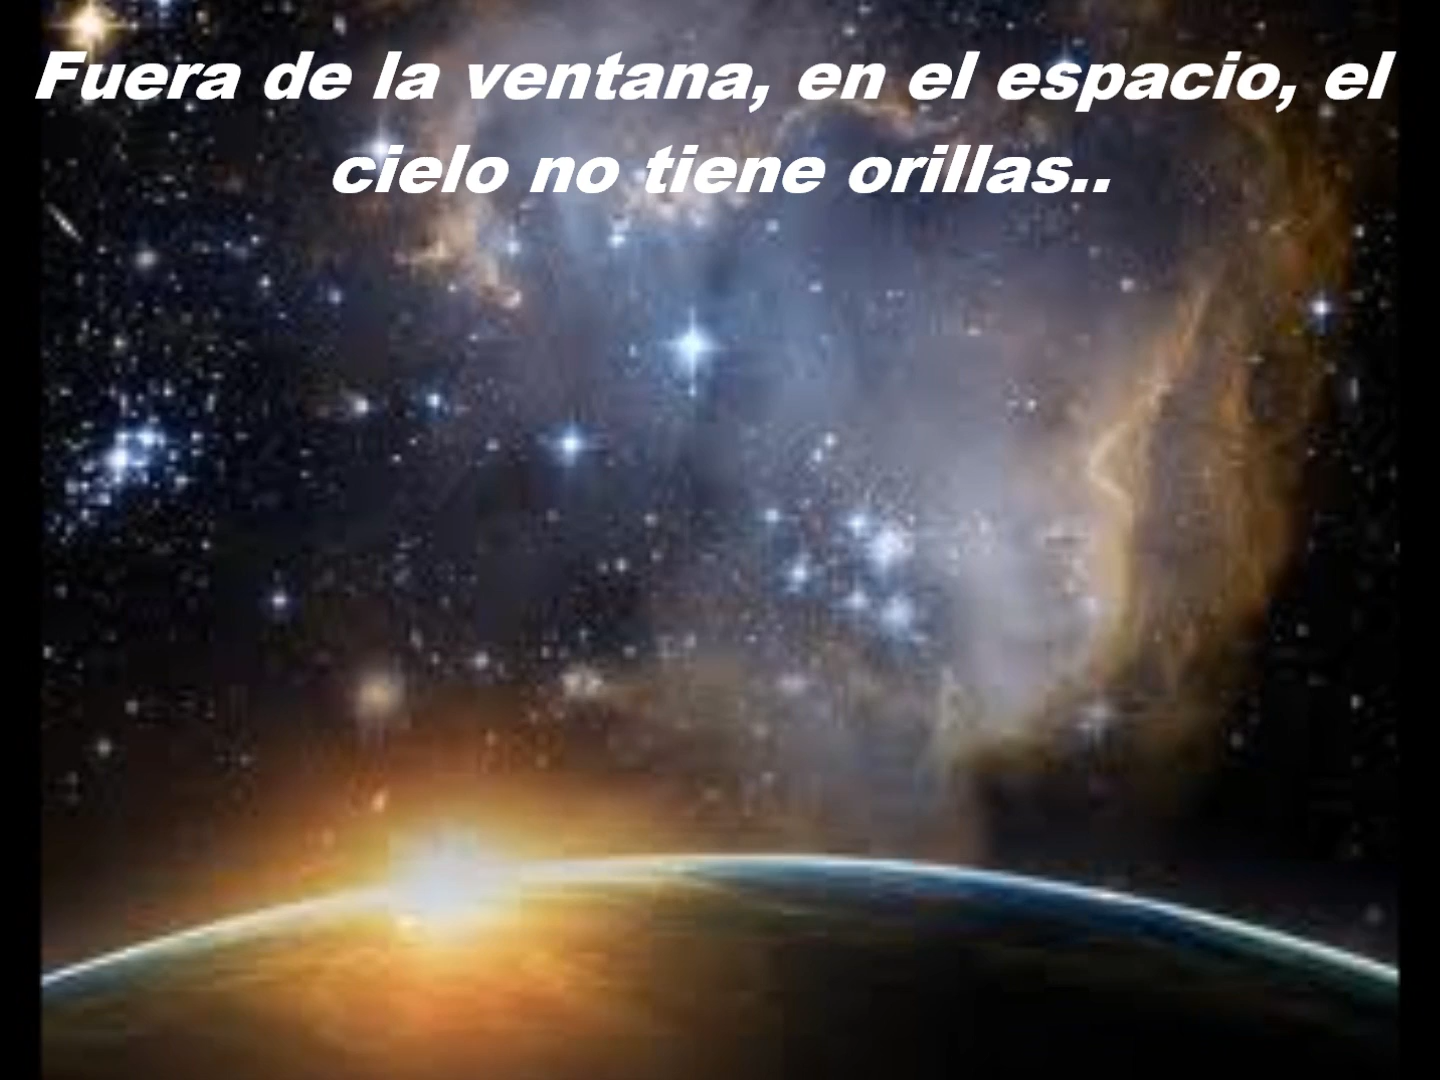 Fuera de la ventana, en el espacio, el
cielo no tiene orillas..